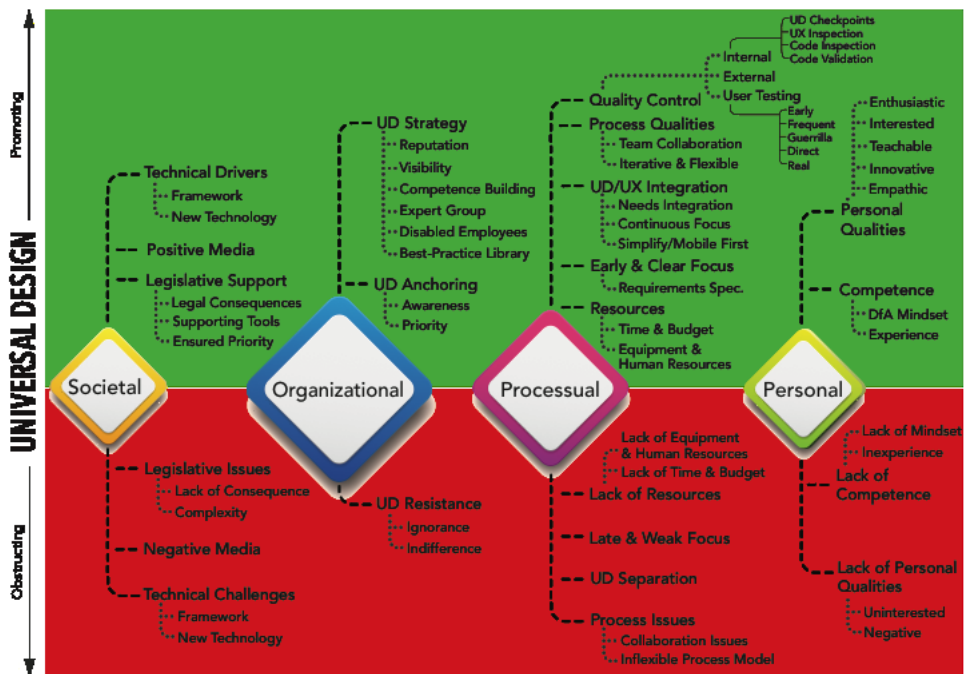 UNIVERSAL DESIGN
Promoting
Obstructing
Societal
Technical Drivers
Framework
New Technology
Positive Media
Legislative Support
Legal Consequences
Supporting Tools
Ensured Priority
Legislative Issues
Lack of Consequence
Complexity
Negative Media
Technical Challenges
Framework
New Technology
Organizational
UD Strategy
Reputation
Visibility
Competence Building
Expert Group
Disabled Employees
Best-Practice Library
UD Anchoring
Awareness
Priority
UD Resistance
Ignorance
Indifference
Processual
Quality Control
Internal
UD Checkpoints
UX Inspection
Code Inspection
Code Validation
External
User Testing
Early
Frequent
Guerrilla
Direct
Real
Process Qualities
Team Collaboration
Iterative & Flexible
UD/UX Integration
Needs Integration
Continuous Focus
Simplify/Mobile First
Early & Clear Focus
Requirements Spec.
Resources
Time & Budget
Equipment &
Human Resources
Lack of Equipment
& Human Resources
Lack of Time & Budget
Lack of Resources
Late & Weak Focus
UD Separation
Process Issues
Collaboration Issues
Inflexible Process Model
Personal
Enthusiastic
Interested
Teachable
Innovative
Empathic
Personal
Qualities
Competence
DfA Mindset
Experience
Lack of Mindset
Inexperience
Lack of
Competence
Lack of Personal
Qualities
Uninterested
Negative